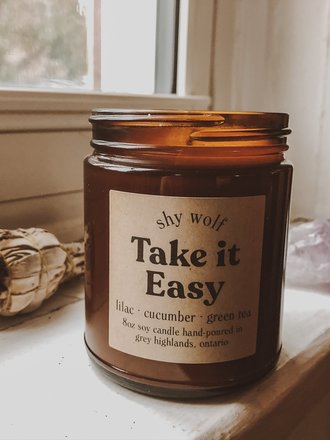 shy wolf
Take it
Easy
lilac · cucumber · green tea
8oz soy candle hand-poured in
grey highlands, ontario